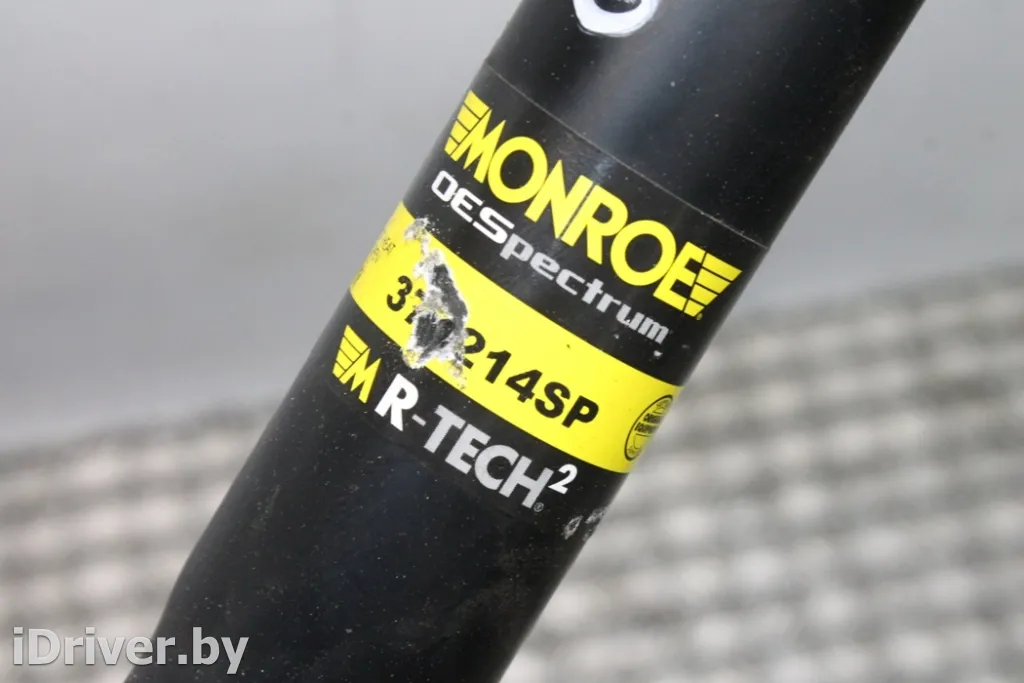 MONROE
OESpectrum
214SP
M R-TECH²®
iDriver.by